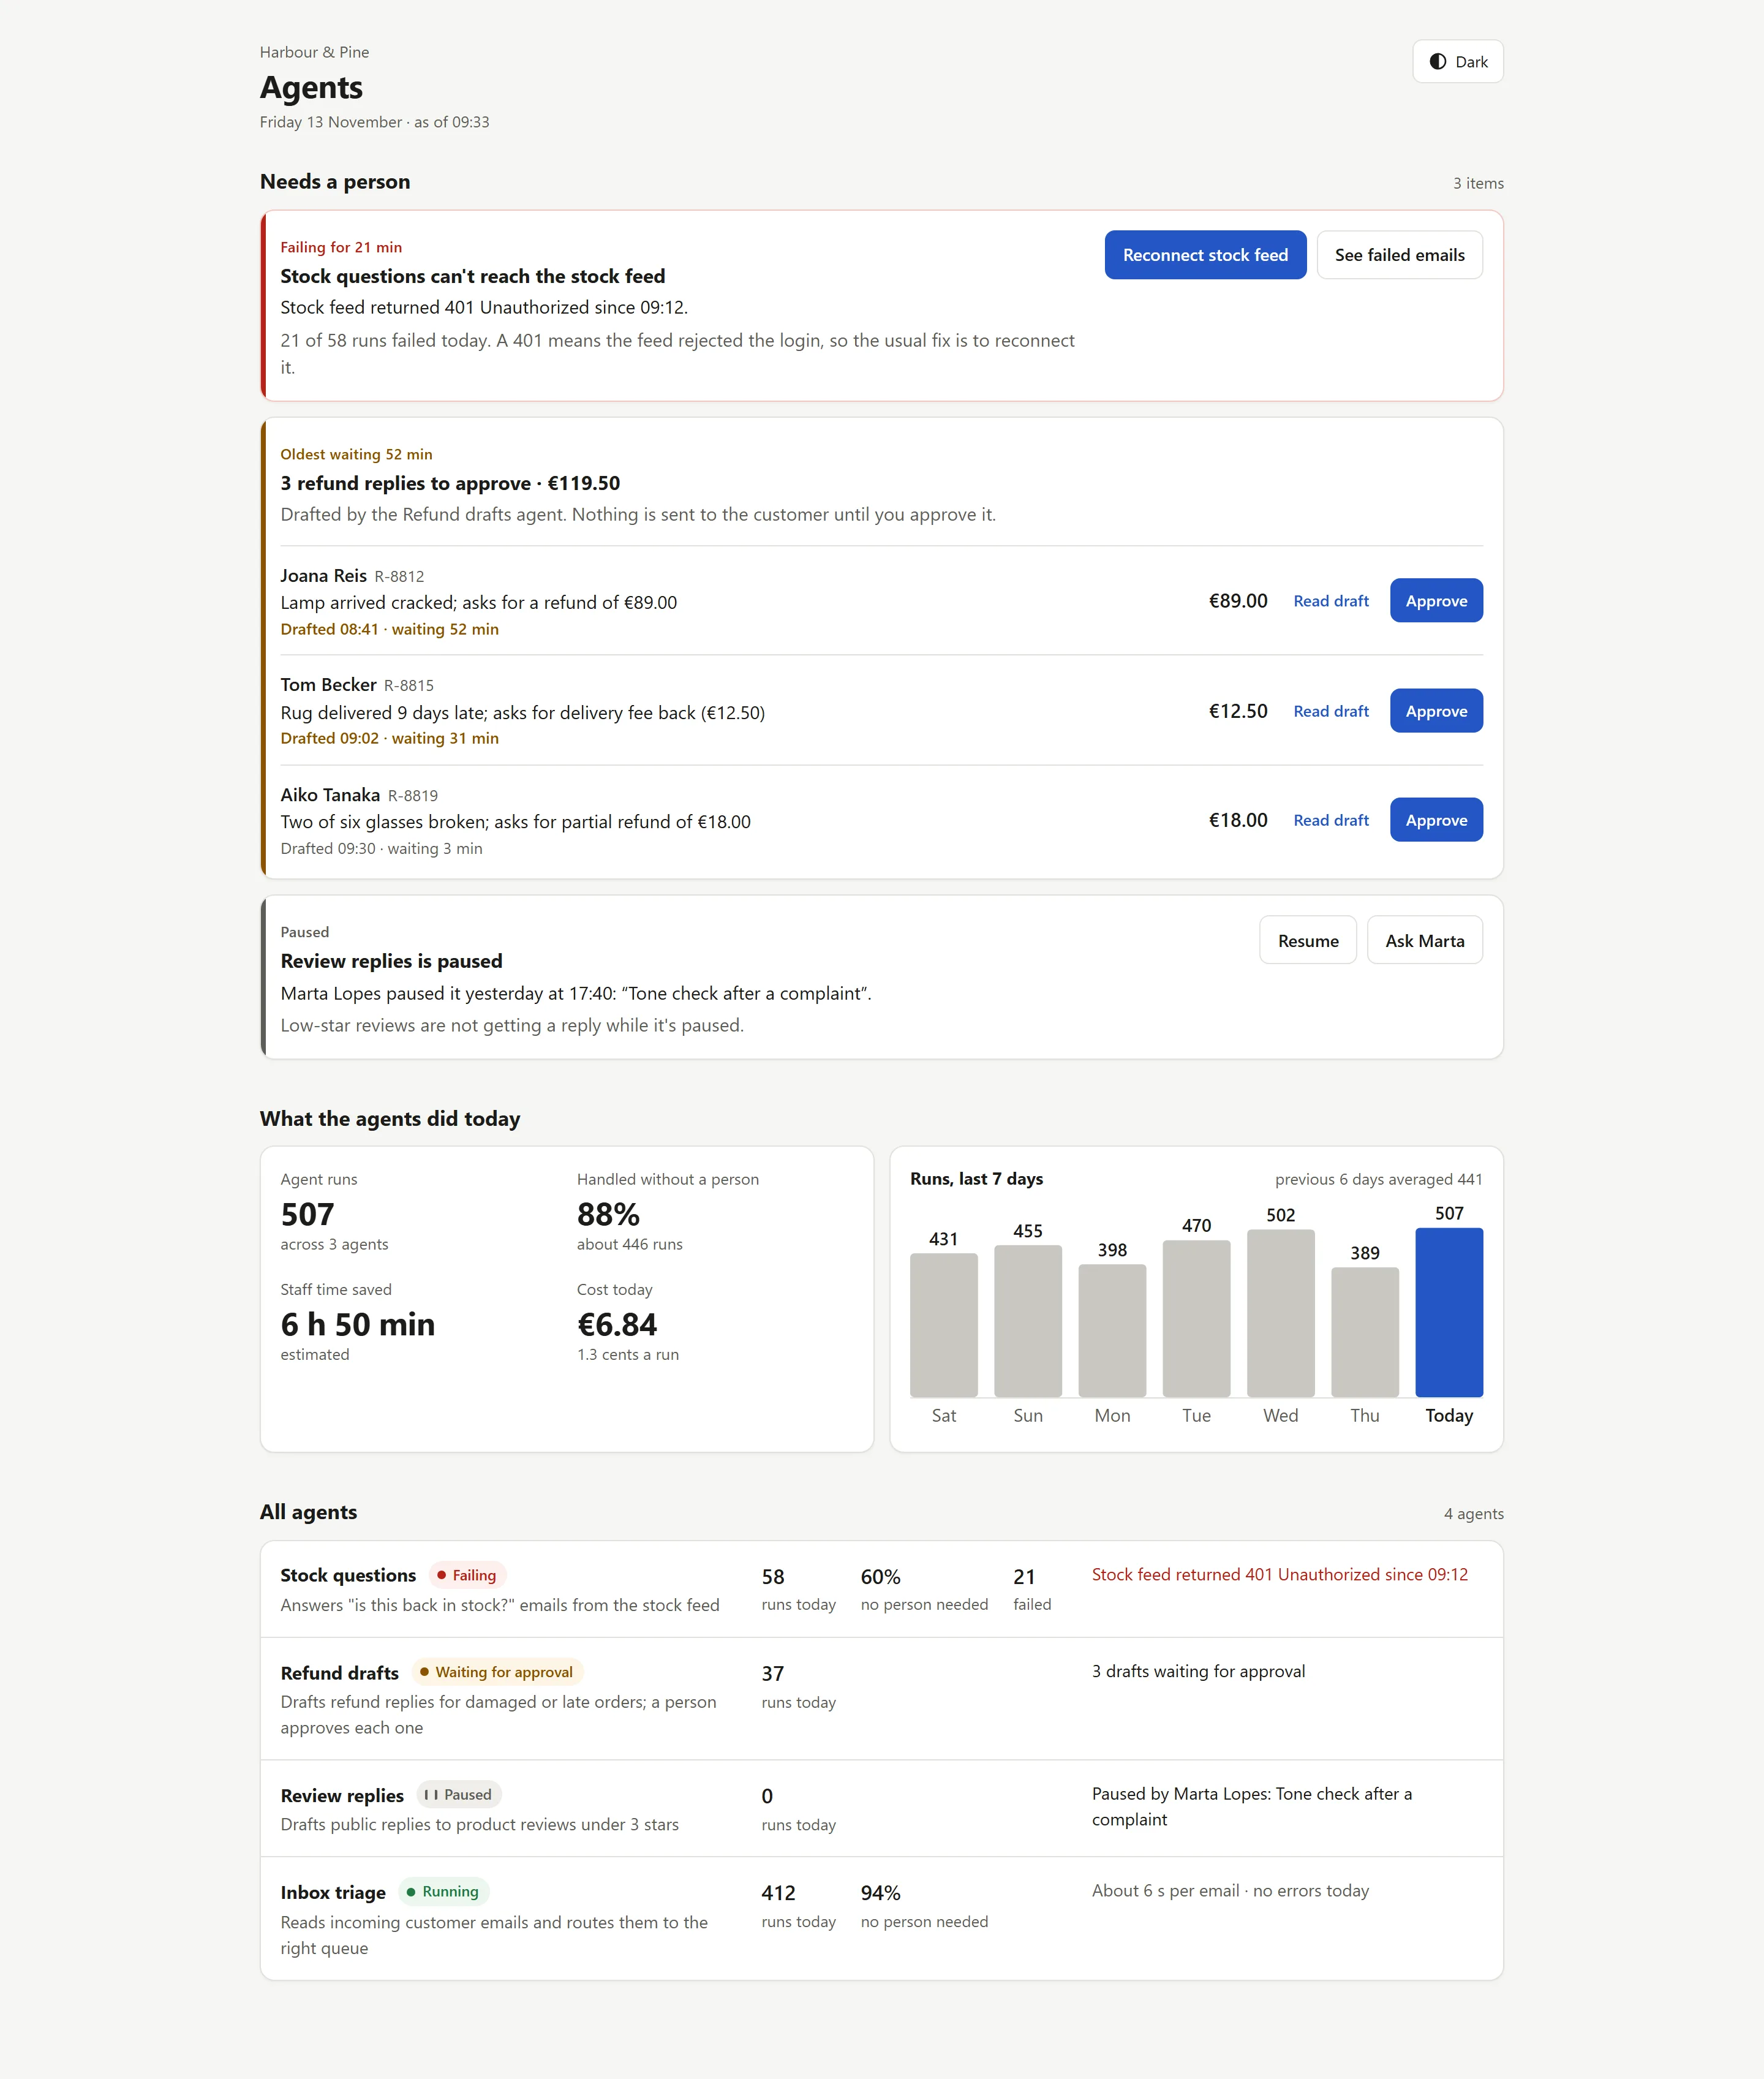 Harbour & Pine
Agents
Friday 13 November · as of 09:33
Dark
Needs a person
3 items
Failing for 21 min
Stock questions can't reach the stock feed
Stock feed returned 401 Unauthorized since 09:12.
21 of 58 runs failed today. A 401 means the feed rejected the login, so the usual fix is to reconnect
it.
Reconnect stock feed
See failed emails
Oldest waiting 52 min
3 refund replies to approve · €119.50
Drafted by the Refund drafts agent. Nothing is sent to the customer until you approve it.
Joana Reis R-8812
Lamp arrived cracked; asks for a refund of €89.00
Drafted 08:41 · waiting 52 min
€89.00
Read draft
Approve
Tom Becker R-8815
Rug delivered 9 days late; asks for delivery fee back (€12.50)
Drafted 09:02 · waiting 31 min
€12.50
Read draft
Approve
Aiko Tanaka R-8819
Two of six glasses broken; asks for partial refund of €18.00
Drafted 09:30 · waiting 3 min
€18.00
Read draft
Approve
Paused
Review replies is paused
Marta Lopes paused it yesterday at 17:40: “Tone check after a complaint”.
Low-star reviews are not getting a reply while it's paused.
Resume
Ask Marta
What the agents did today
Agent runs
507
across 3 agents
Handled without a person
88%
about 446 runs
Staff time saved
6 h 50 min
estimated
Cost today
€6.84
1.3 cents a run
Runs, last 7 days
previous 6 days averaged 441
431
455
398
470
502
389
507
Sat
Sun
Mon
Tue
Wed
Thu
Today
All agents
4 agents
Stock questions
Failing
Answers "is this back in stock?" emails from the stock feed
58
runs today
60%
no person needed
21
failed
Stock feed returned 401 Unauthorized since 09:12
Refund drafts
Waiting for approval
Drafts refund replies for damaged or late orders; a person
approves each one
37
runs today
3 drafts waiting for approval
Review replies
Paused
Drafts public replies to product reviews under 3 stars
0
runs today
Paused by Marta Lopes: Tone check after a
complaint
Inbox triage
Running
Reads incoming customer emails and routes them to the
right queue
412
runs today
94%
no person needed
About 6 s per email · no errors today